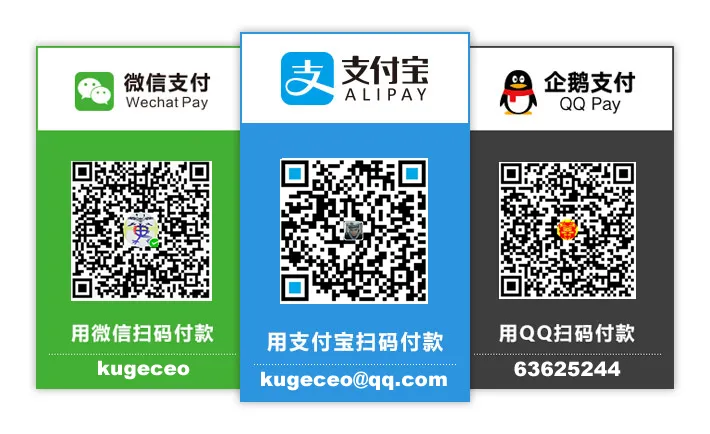 微信支付
Wechat Pay
用微信扫码付款
kugeceo
支
支付宝
ALIPAY
用支付宝扫码付款
kugeceo@qq.com
企鹅支付
QQ Pay
用QQ扫码付款
63625244